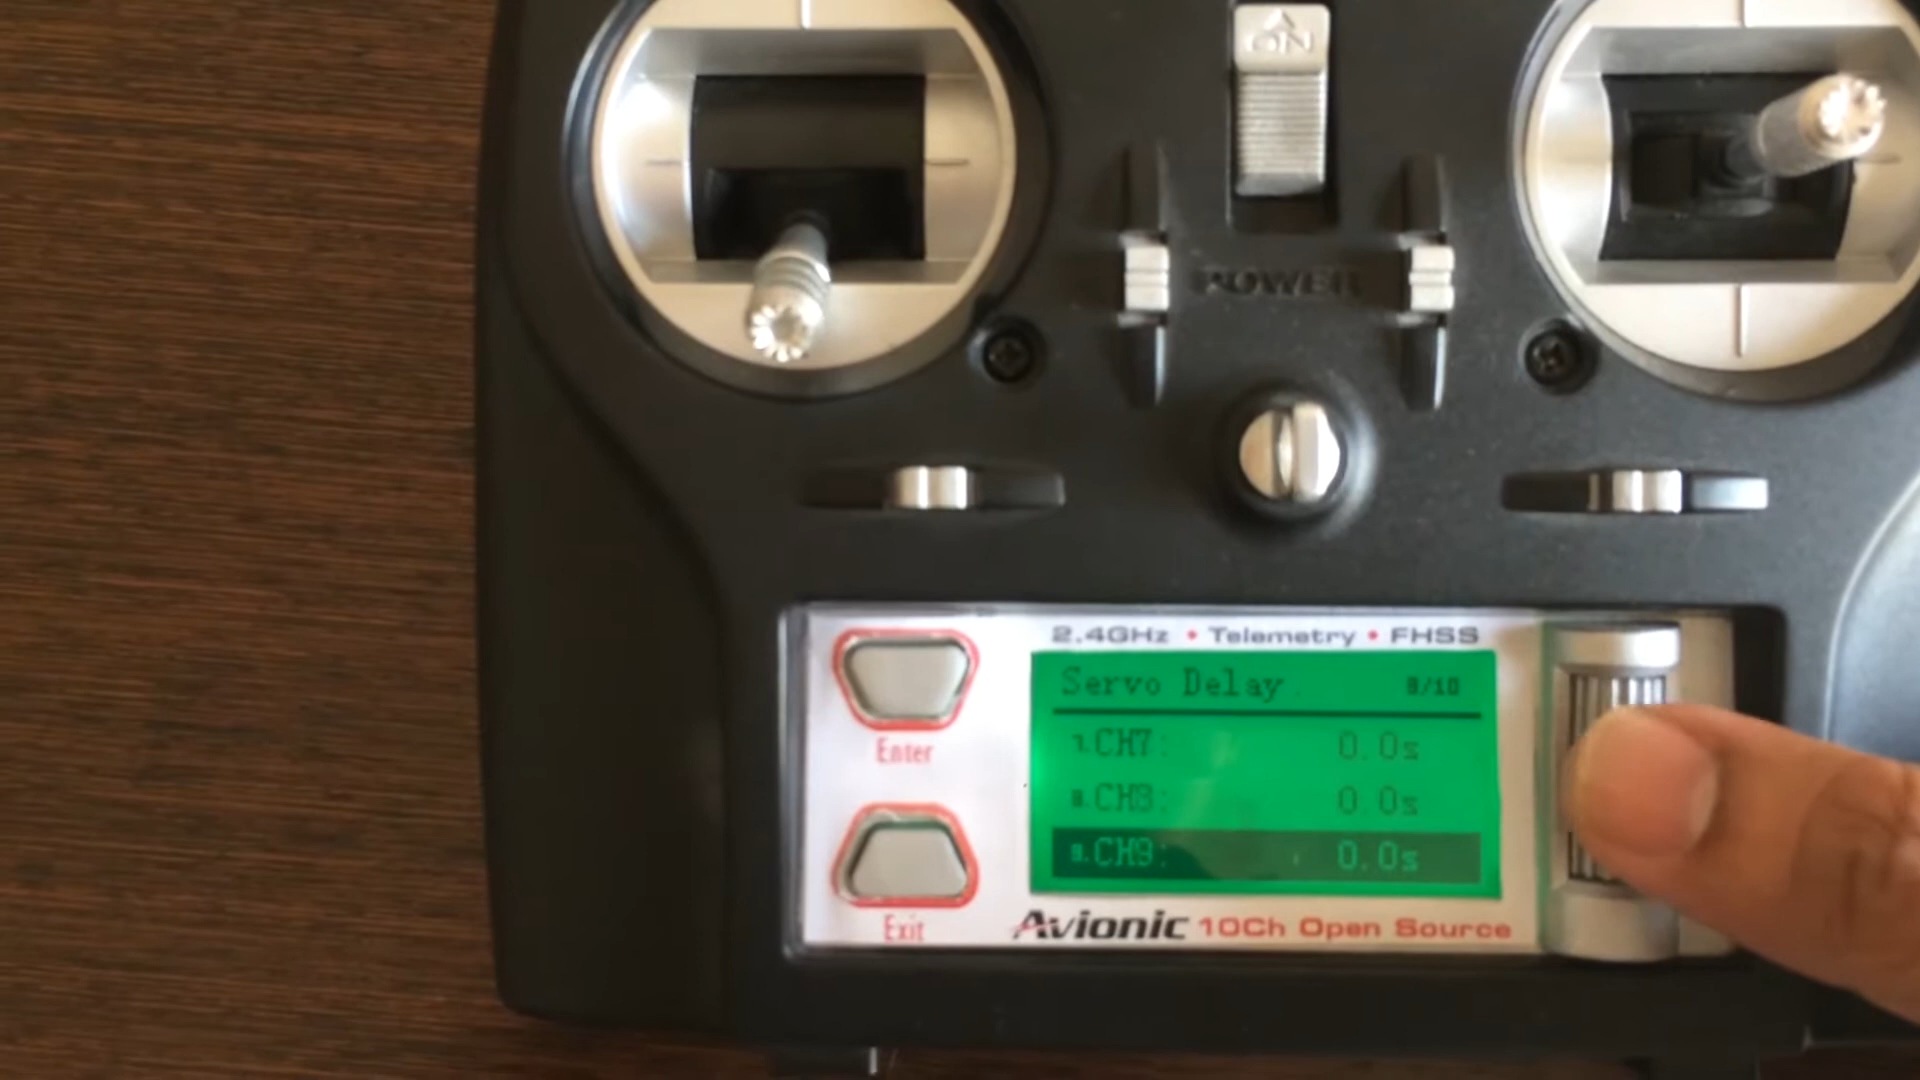 ON
POWER
2.4GHz • Telemetry • FHSS
Servo Delay 9/10
7.CH7: 0.0s
8.CH8: 0.0s
9.CH9: 0.0s
Enter
Exit
Avionic 10Ch Open Source